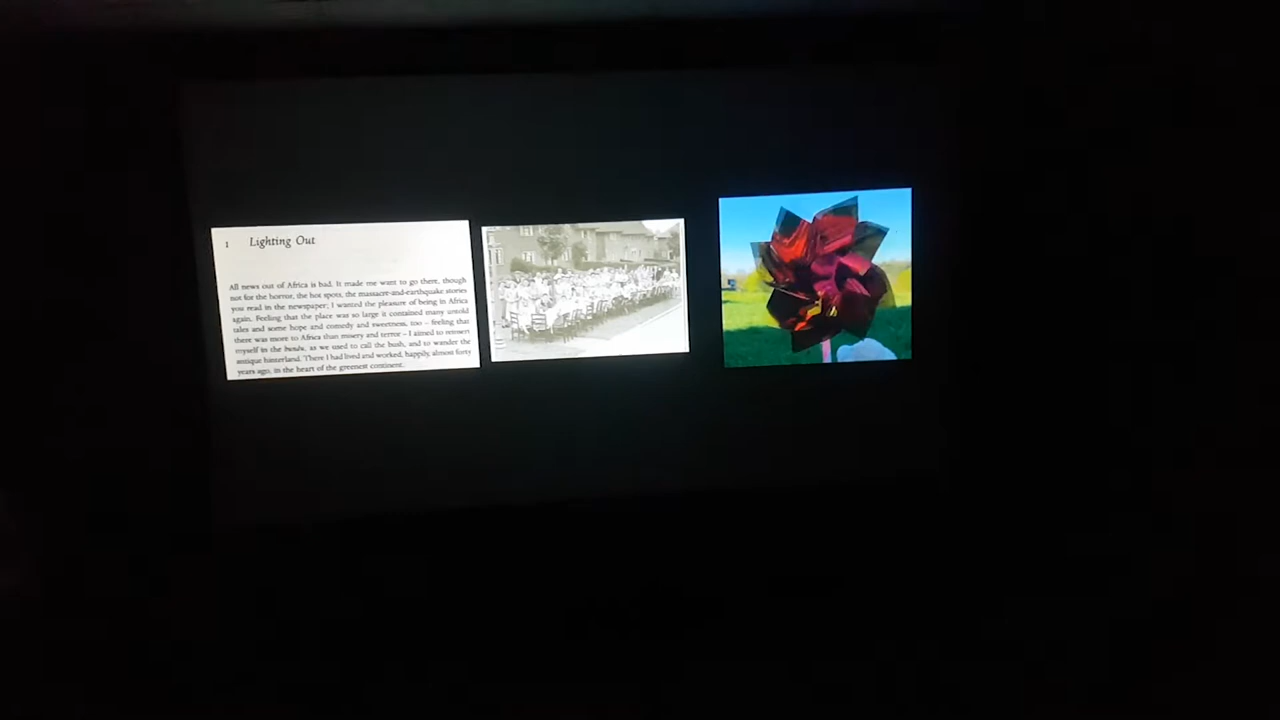 1 Lighting Out
All news out of Africa is bad. It made me want to go there, though
not for the horror, the hot spots, the massacre-and-earthquake stories
you read in the newspaper; I wanted the pleasure of being in Africa
again. Feeling that the place was so large it contained many untold
tales and some hope and comedy and sweetness, too – feeling that
there was more to Africa than misery and terror – I aimed to reinsert
myself in the bundu, as we used to call the bush, and to wander the
antique hinterland. There I had lived and worked, happily, almost forty
years ago, in the heart of the greenest continent.